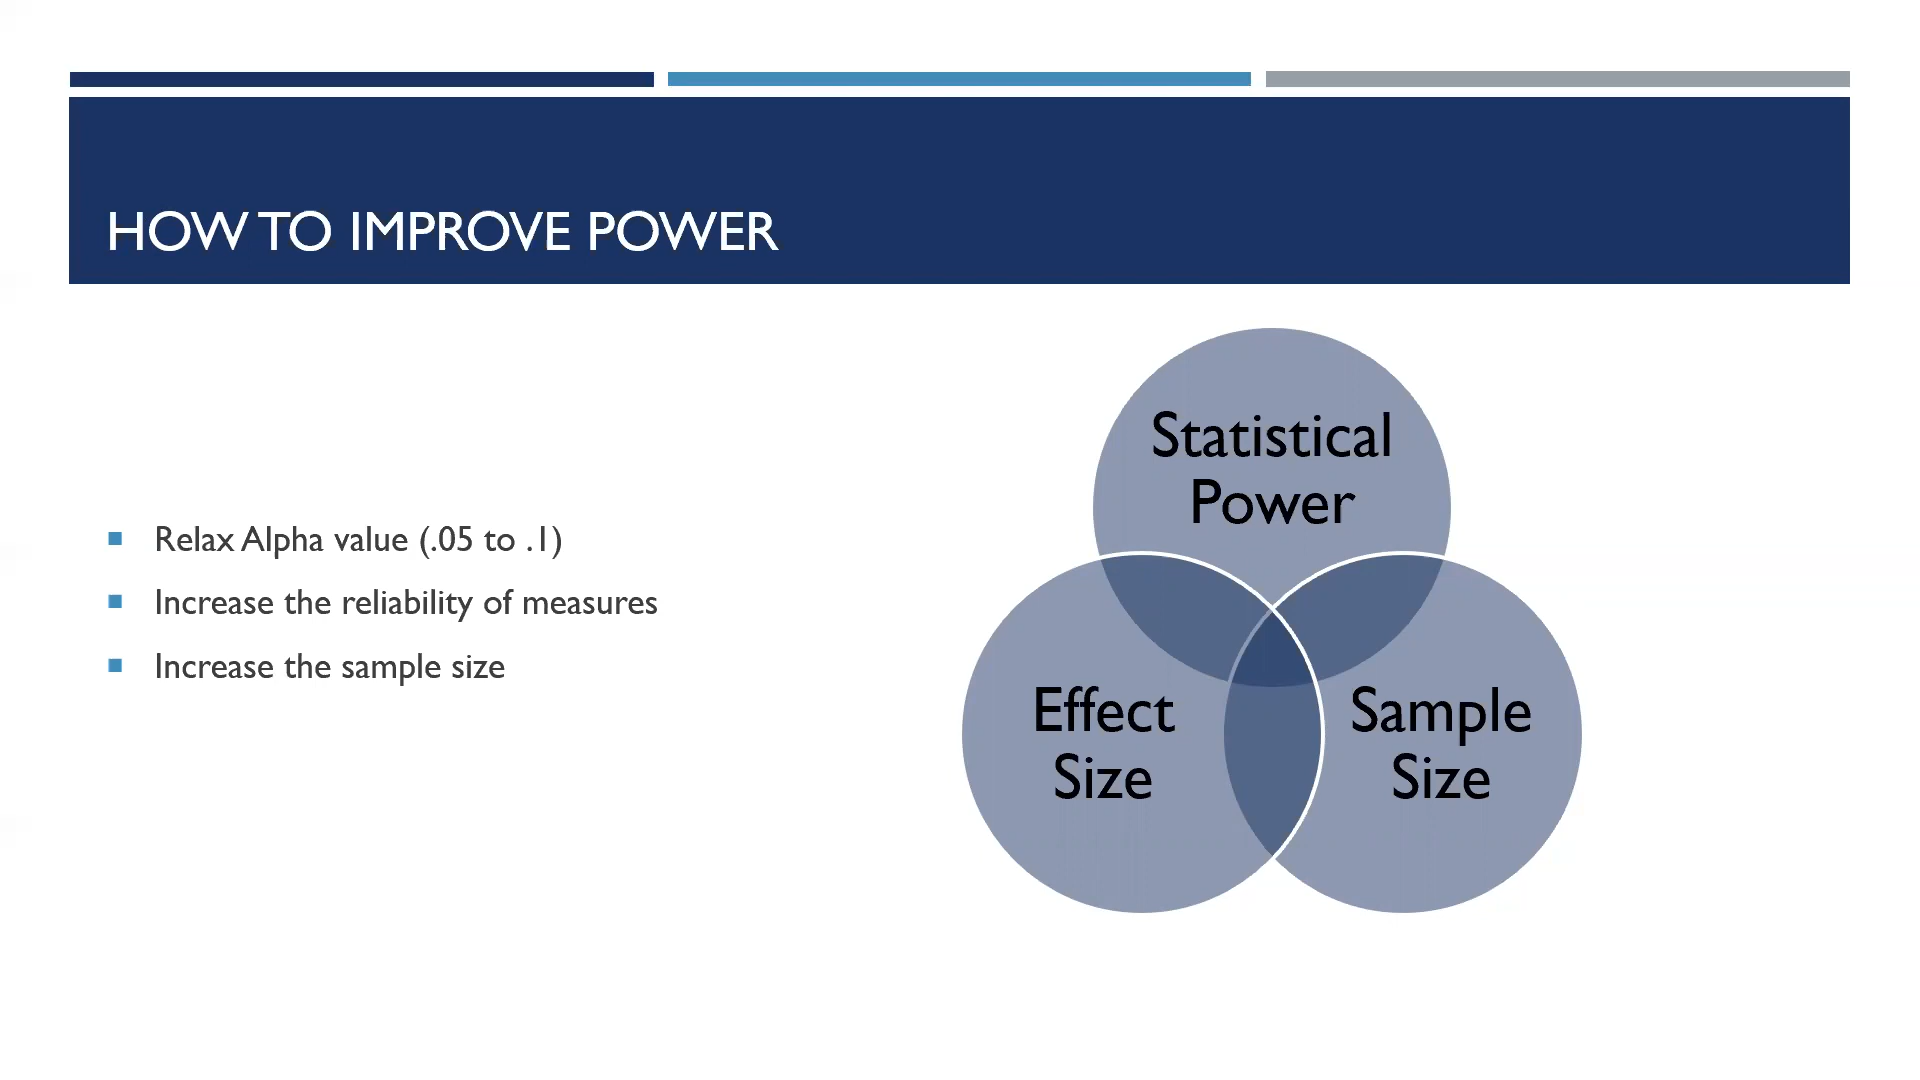 HOW TO IMPROVE POWER
Relax Alpha value (.05 to .1)
Increase the reliability of measures
Increase the sample size
Statistical
Power
Effect
Size
Sample
Size